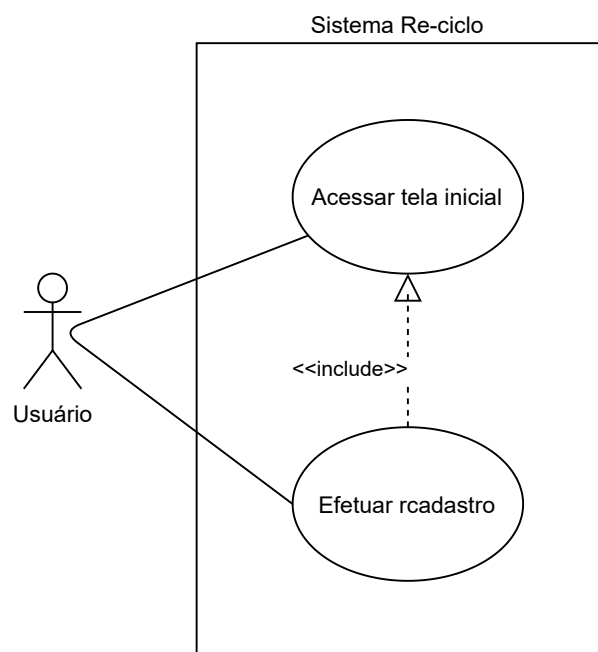 Sistema Re-ciclo
Acessar tela inicial
<<include>>
Usuário
Efetuar rcadastro